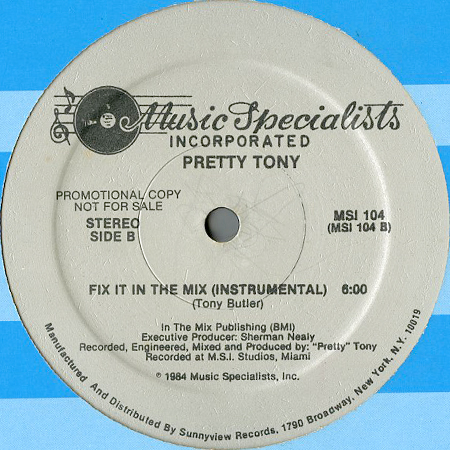 Music Specialists
INCORPORATED
PRETTY TONY
PROMOTIONAL COPY
NOT FOR SALE
STEREO
SIDE B
MSI 104
(MSI 104 B)
FIX IT IN THE MIX (INSTRUMENTAL) 6:00
(Tony Butler)
In The Mix Publishing (BMI)
Executive Producer: Sherman Nealy
Recorded, Engineered, Mixed and Produced by: "Pretty" Tony
Recorded at M.S.I. Studios, Miami
℗ 1984 Music Specialists, Inc.
Manufactured And Distributed By Sunnyview Records, 1790 Broadway, New York, N.Y. 10019